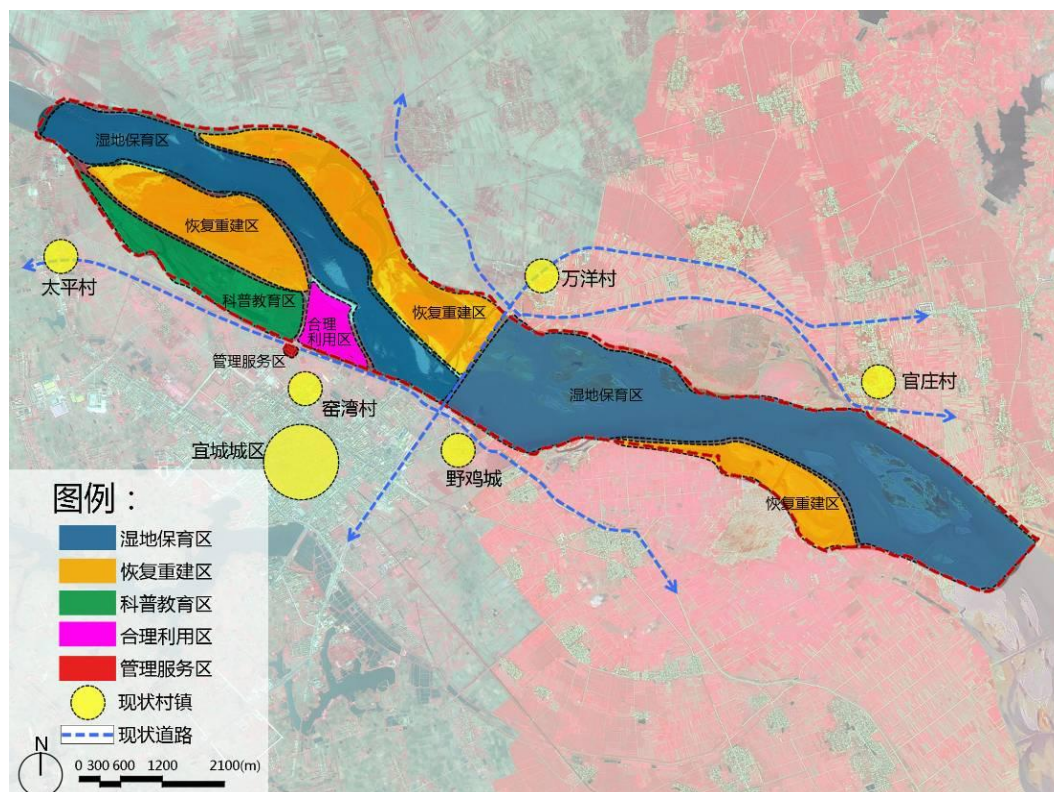 湿地保育区
恢复重建区
科普教育区
合理
利用区
管理服务区
恢复重建区
湿地保育区
恢复重建区
太平村
万洋村
官庄村
窑湾村
宜城城区
野鸡城
图例：
湿地保育区
恢复重建区
科普教育区
合理利用区
管理服务区
现状村镇
现状道路
N
0 300 600 1200 2100(m)